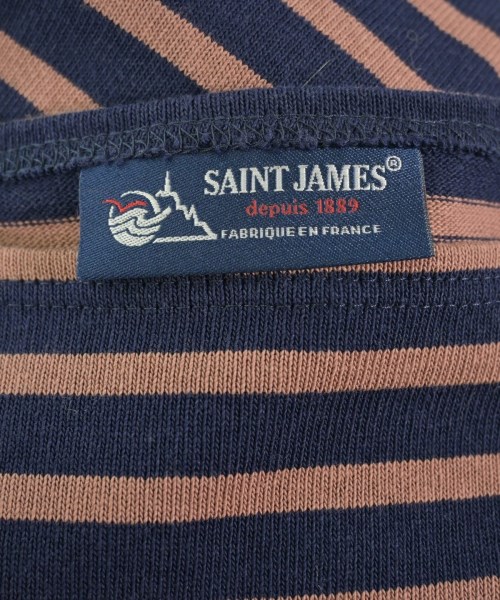 SAINT JAMES®
depuis 1889
FABRIQUE EN FRANCE